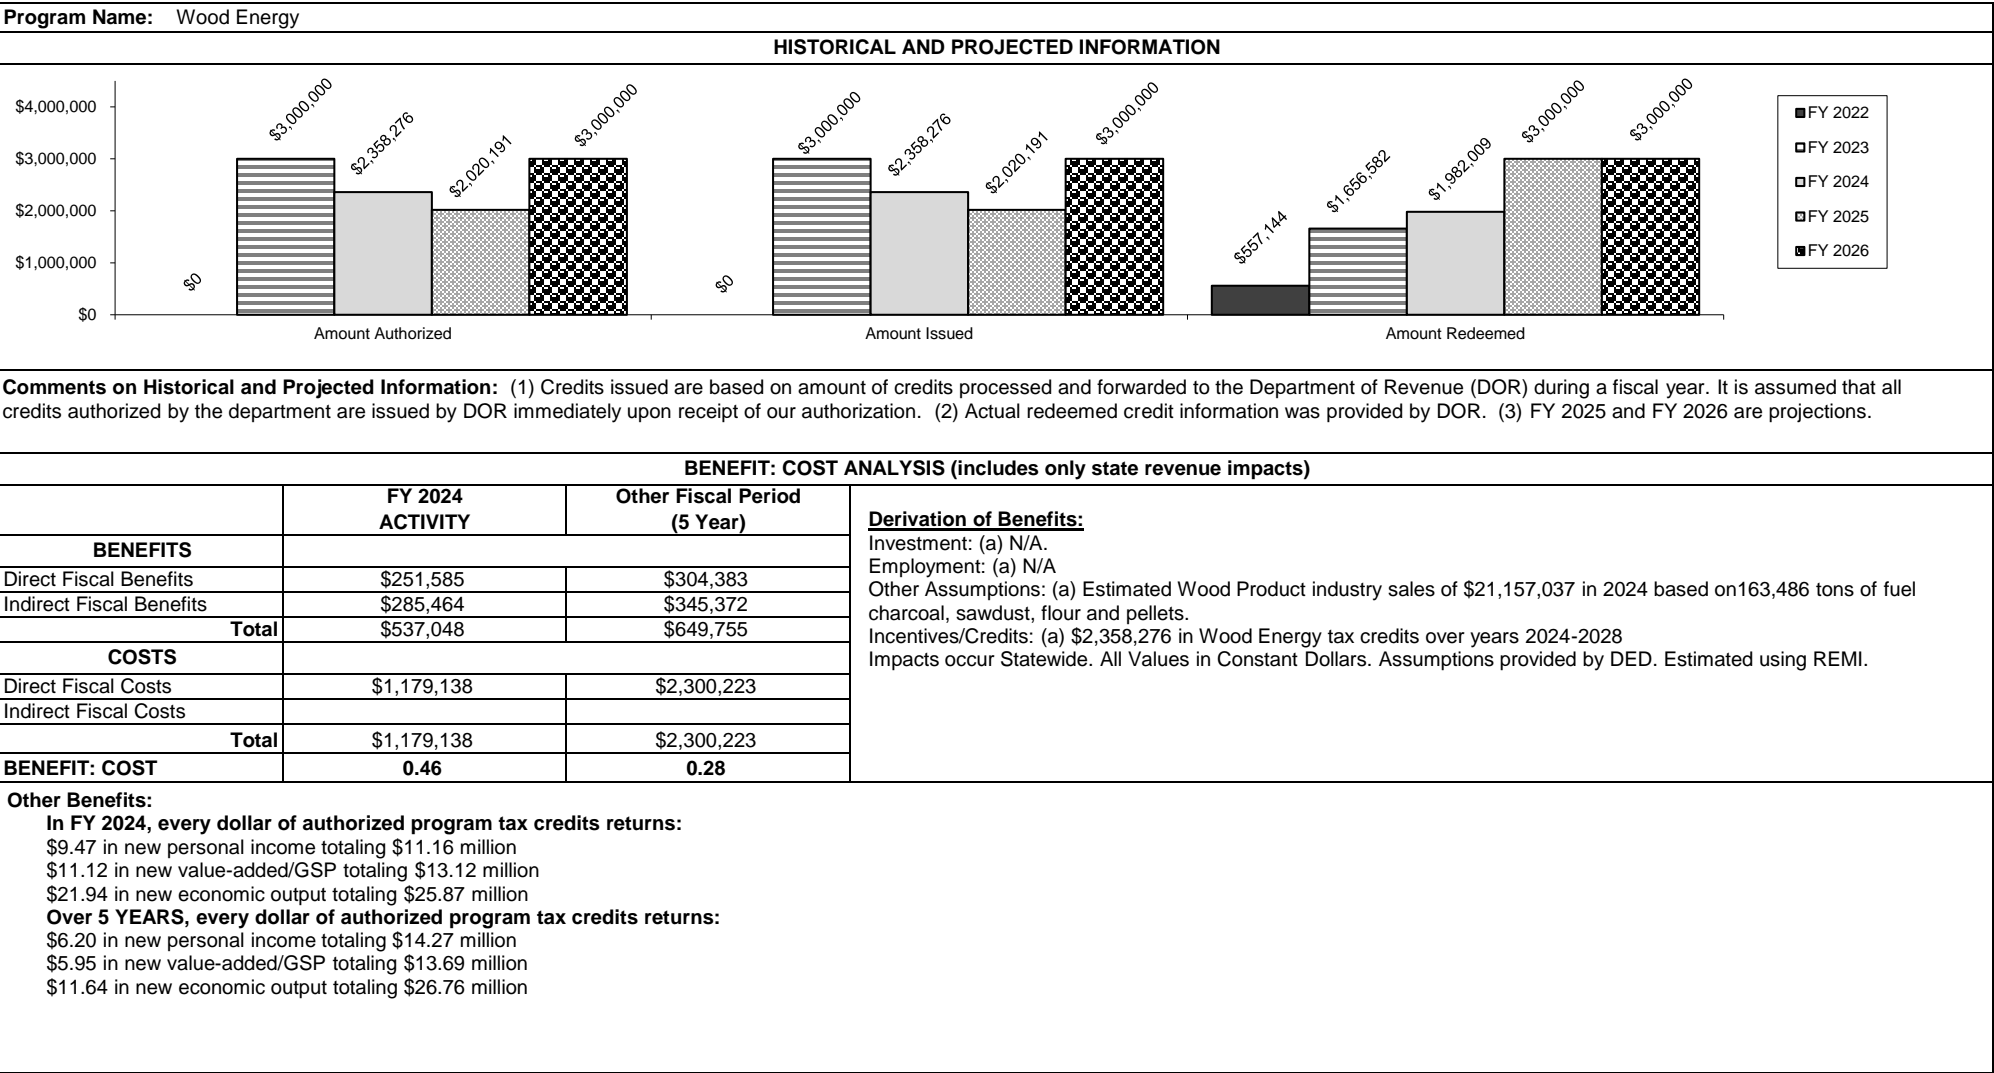 Program Name: Wood Energy
HISTORICAL AND PROJECTED INFORMATION
$4,000,000
$3,000,000
$2,000,000
$1,000,000
$0
$0
$3,000,000
$2,358,276
$2,020,191
$3,000,000
$0
$3,000,000
$2,358,276
$2,020,191
$3,000,000
$557,144
$1,656,582
$1,982,009
$3,000,000
$3,000,000
Amount Authorized
Amount Issued
Amount Redeemed
FY 2022
FY 2023
FY 2024
FY 2025
FY 2026
Comments on Historical and Projected Information: (1) Credits issued are based on amount of credits processed and forwarded to the Department of Revenue (DOR) during a fiscal year. It is assumed that all
credits authorized by the department are issued by DOR immediately upon receipt of our authorization. (2) Actual redeemed credit information was provided by DOR. (3) FY 2025 and FY 2026 are projections.
BENEFIT: COST ANALYSIS (includes only state revenue impacts)
FY 2024 Other Fiscal Period
ACTIVITY (5 Year)
BENEFITS
Direct Fiscal Benefits $251,585 $304,383
Indirect Fiscal Benefits $285,464 $345,372
Total $537,048 $649,755
COSTS
Direct Fiscal Costs $1,179,138 $2,300,223
Indirect Fiscal Costs
Total $1,179,138 $2,300,223
BENEFIT: COST 0.46 0.28
Derivation of Benefits:
Investment: (a) N/A.
Employment: (a) N/A
Other Assumptions: (a) Estimated Wood Product industry sales of $21,157,037 in 2024 based on163,486 tons of fuel
charcoal, sawdust, flour and pellets.
Incentives/Credits: (a) $2,358,276 in Wood Energy tax credits over years 2024-2028
Impacts occur Statewide. All Values in Constant Dollars. Assumptions provided by DED. Estimated using REMI.
Other Benefits:
In FY 2024, every dollar of authorized program tax credits returns:
$9.47 in new personal income totaling $11.16 million
$11.12 in new value-added/GSP totaling $13.12 million
$21.94 in new economic output totaling $25.87 million
Over 5 YEARS, every dollar of authorized program tax credits returns:
$6.20 in new personal income totaling $14.27 million
$5.95 in new value-added/GSP totaling $13.69 million
$11.64 in new economic output totaling $26.76 million